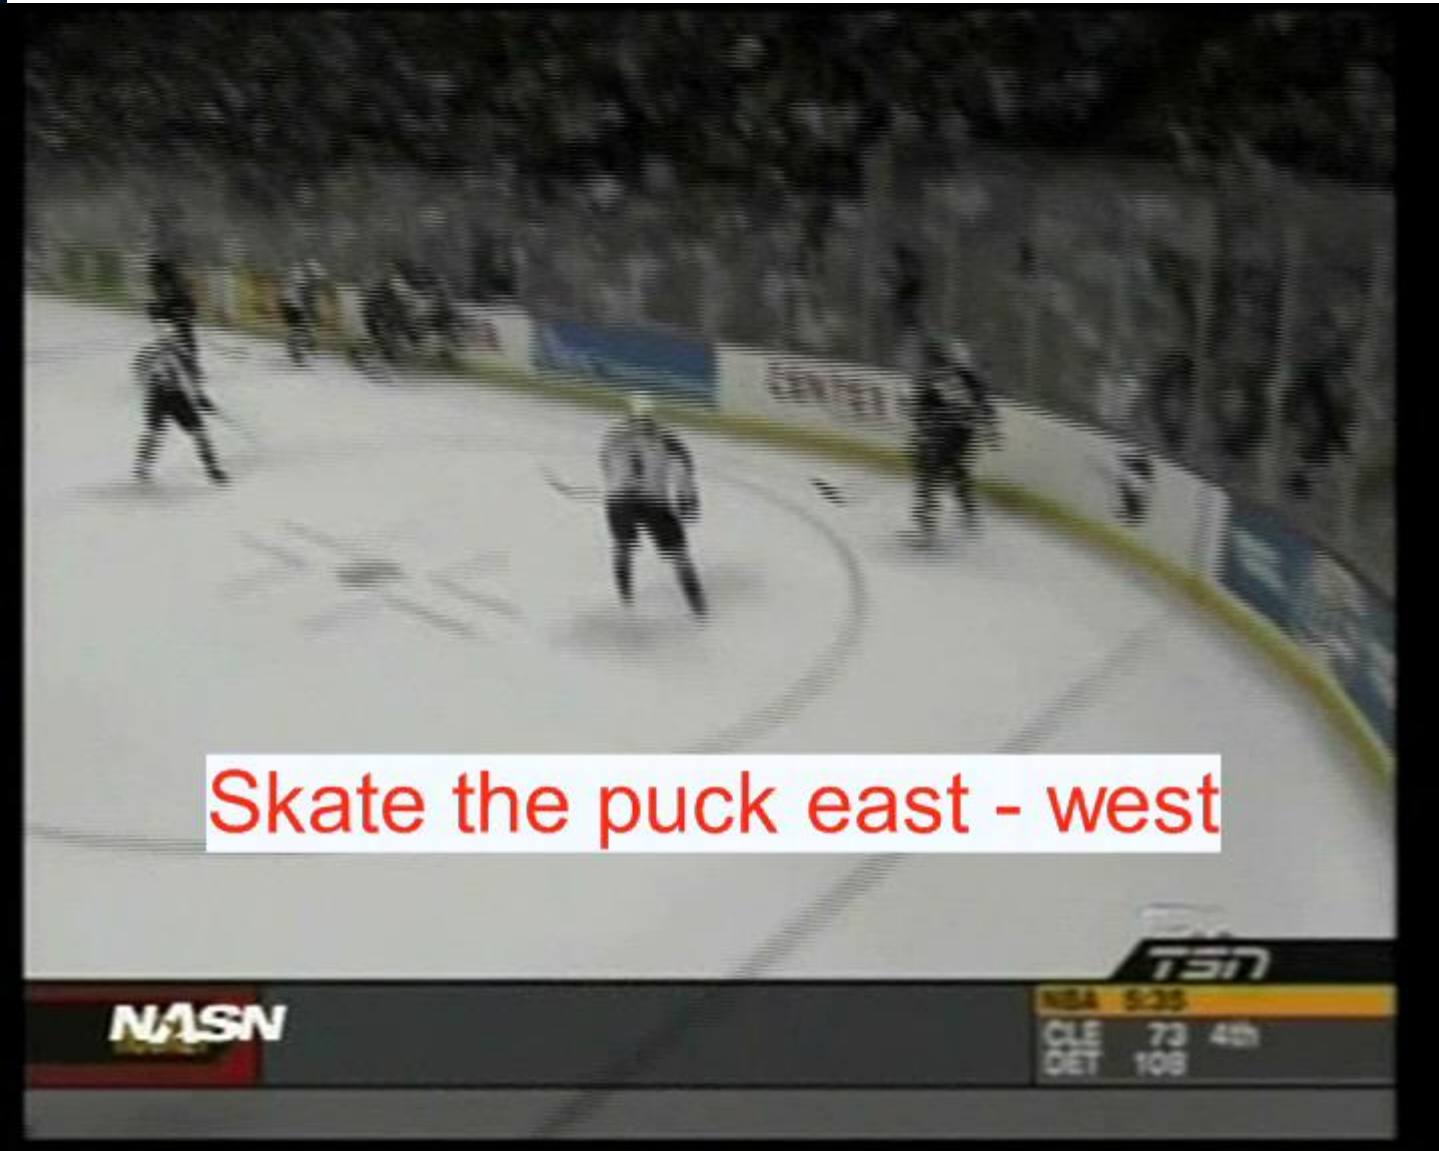 Skate the puck east - west
TSN
NASN
NBA 5:35
CLE 73 4th
DET 108